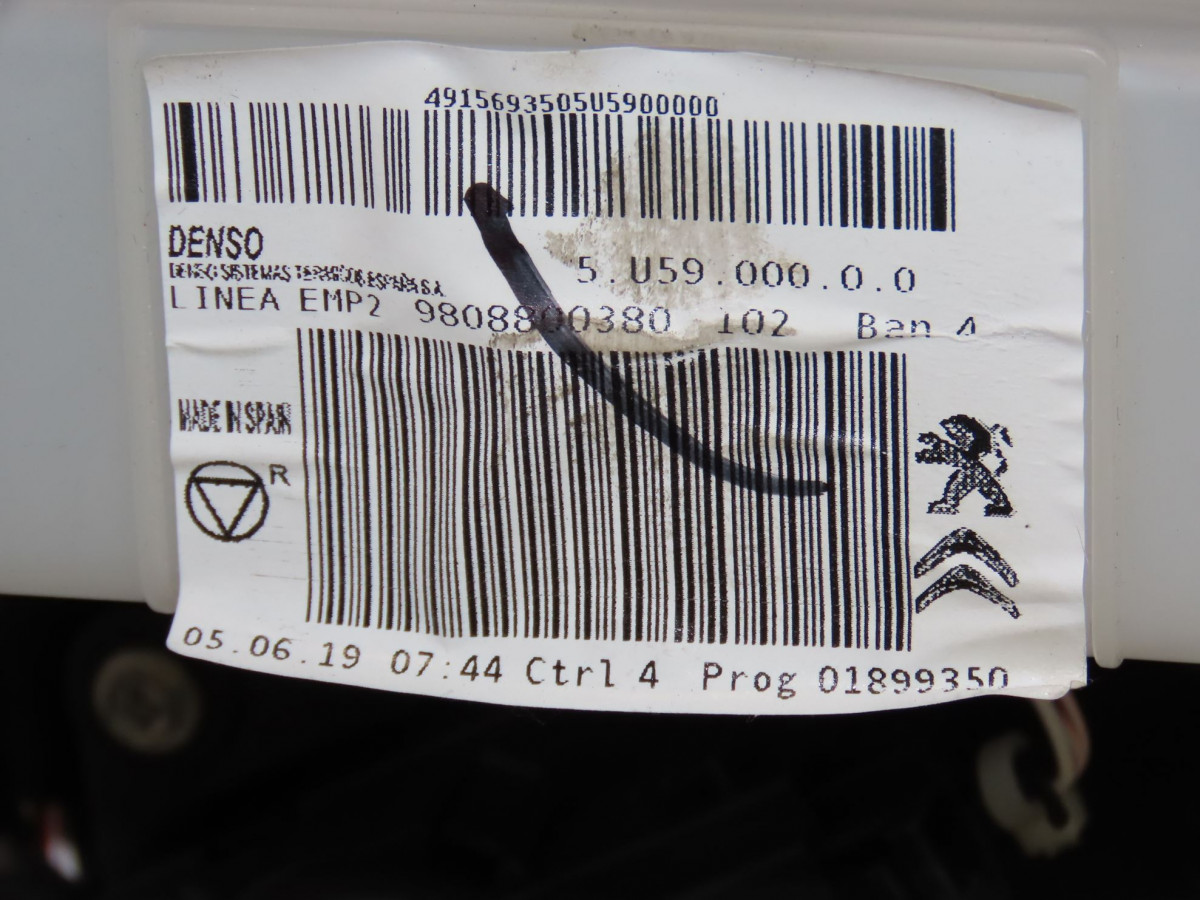 4915693505U5900000
DENSO
DENSO SISTEMAS TERMICOS ESPAÑA S.A.
5.U59.000.0.0
LINEA EMP2 9808800380 102 Ban 4
MADE IN SPAIN
R
05.06.19 07:44 Ctrl 4 Prog 01899350